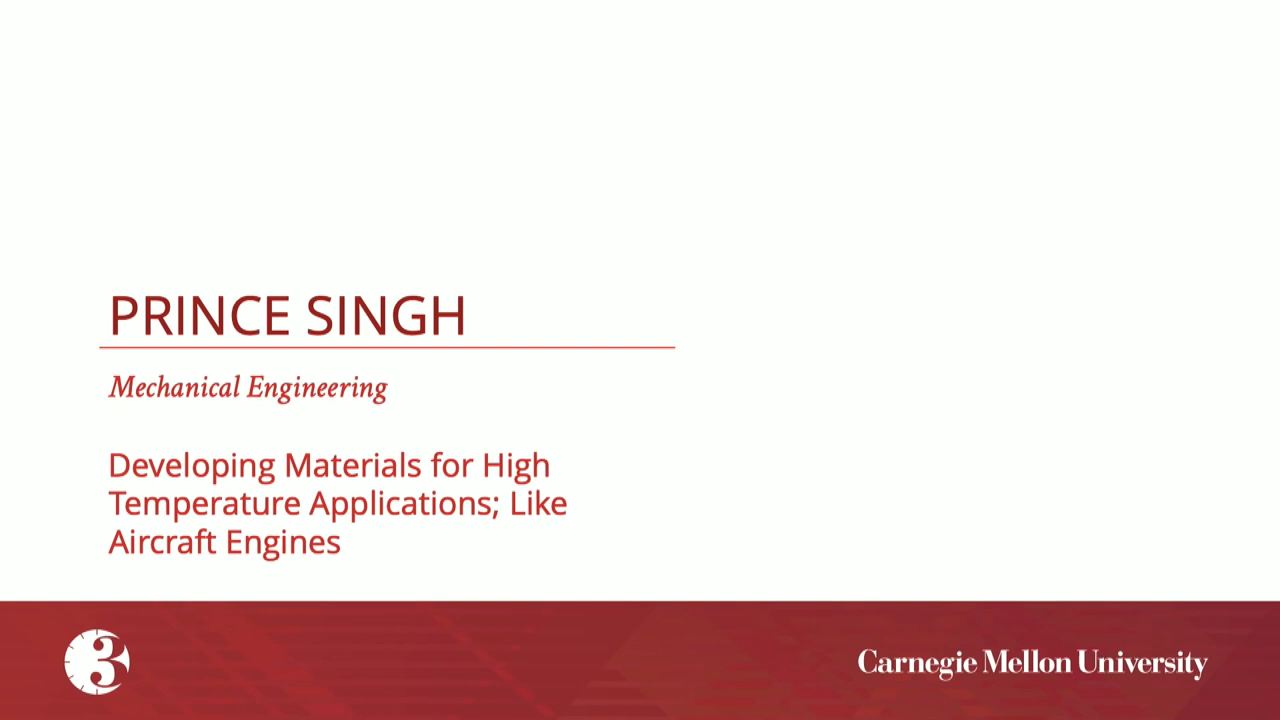 PRINCE SINGH
Mechanical Engineering
Developing Materials for High
Temperature Applications; Like
Aircraft Engines
3
Carnegie Mellon University